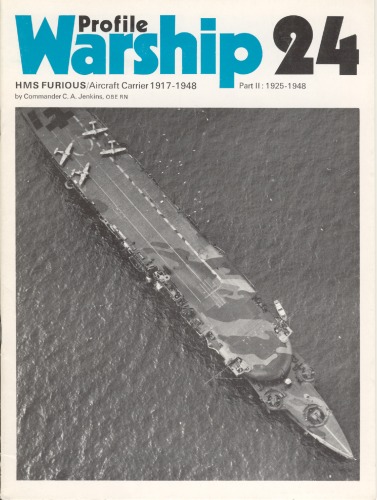 Profile
Warship 24
HMS FURIOUS/Aircraft Carrier 1917-1948 Part II: 1925-1948
by Commander C. A. Jenkins, OBE RN